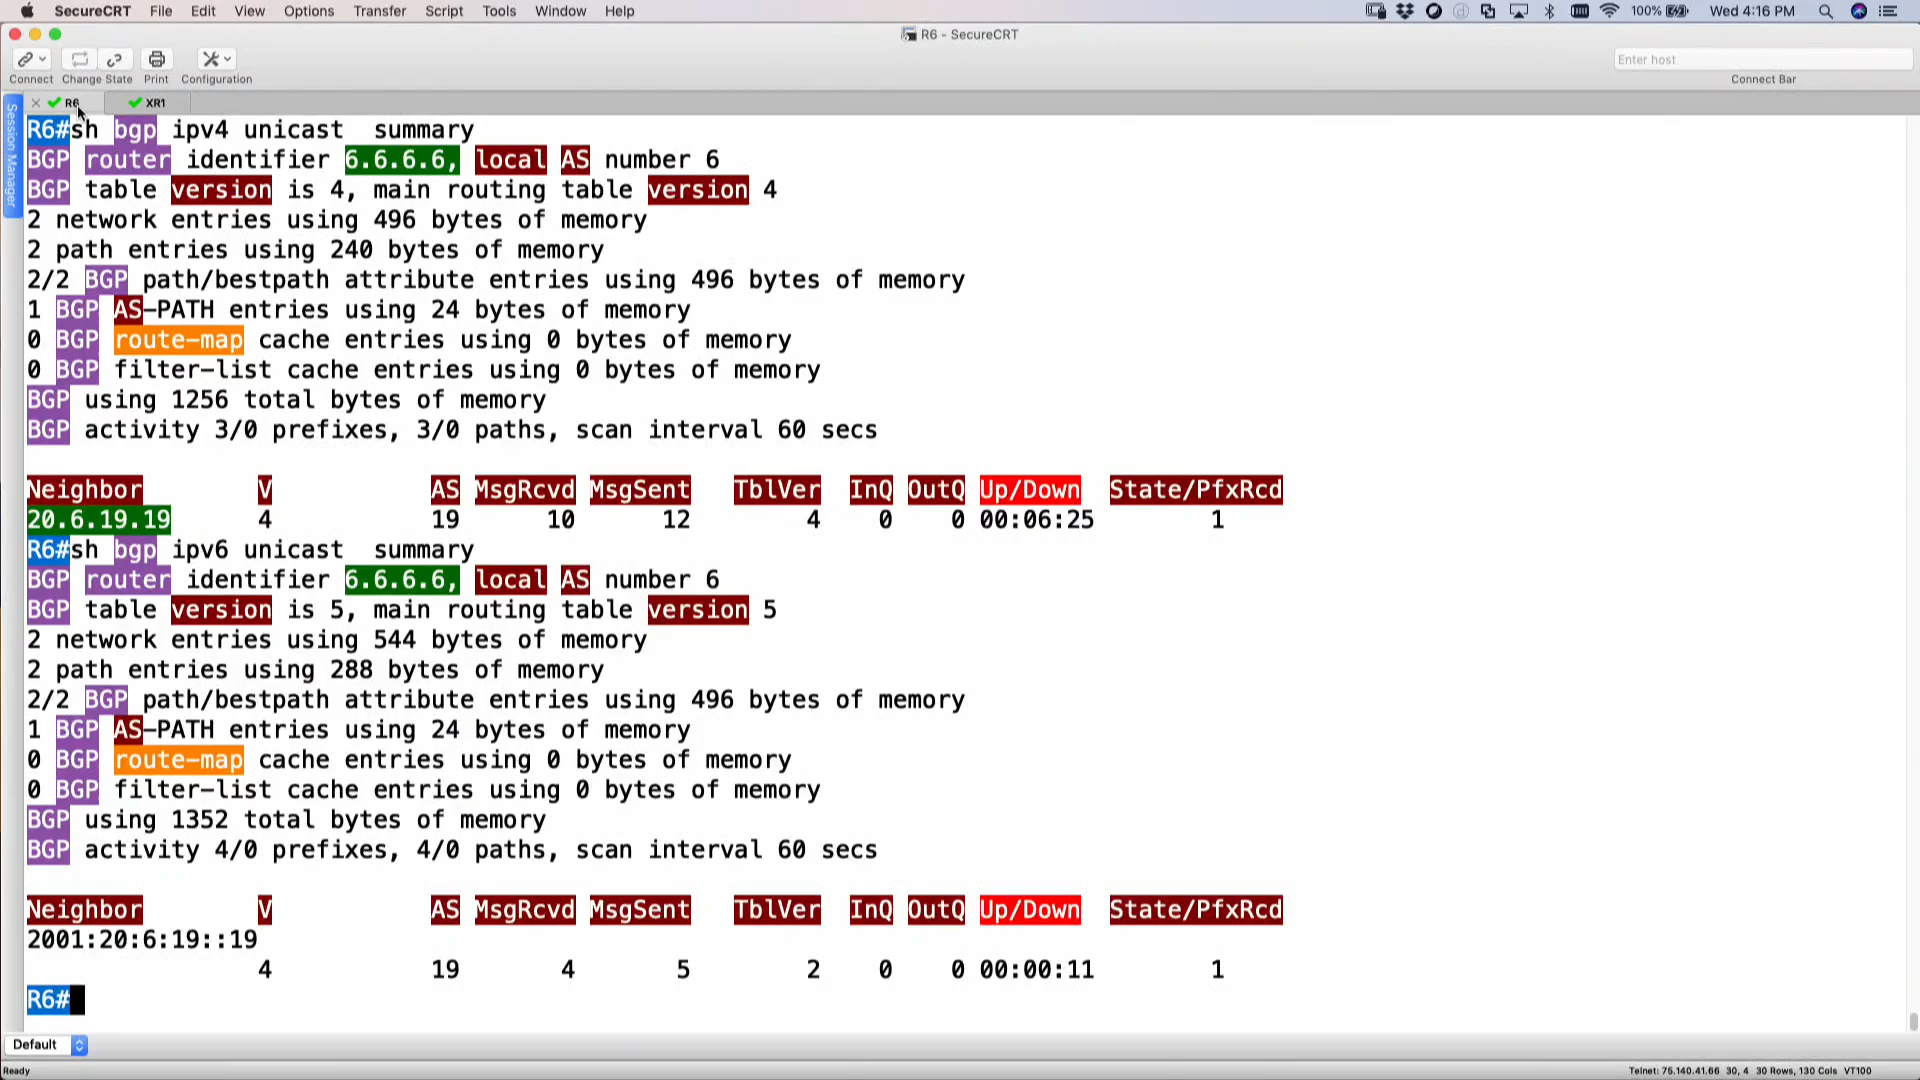 SecureCRT File Edit View Options Transfer Script Tools Window Help 100% Wed 4:16 PM
R6 - SecureCRT
Enter host
Connect Change State Print Configuration Connect Bar
R6 XR1
Session Manager
R6#sh bgp ipv4 unicast  summary
BGP router identifier 6.6.6.6, local AS number 6
BGP table version is 4, main routing table version 4
2 network entries using 496 bytes of memory
2 path entries using 240 bytes of memory
2/2 BGP path/bestpath attribute entries using 496 bytes of memory
1 BGP AS-PATH entries using 24 bytes of memory
0 BGP route-map cache entries using 0 bytes of memory
0 BGP filter-list cache entries using 0 bytes of memory
BGP using 1256 total bytes of memory
BGP activity 3/0 prefixes, 3/0 paths, scan interval 60 secs
Neighbor V AS MsgRcvd MsgSent TblVer InQ OutQ Up/Down State/PfxRcd
20.6.19.19 4 19 10 12 4 0 0 00:06:25 1
R6#sh bgp ipv6 unicast  summary
BGP router identifier 6.6.6.6, local AS number 6
BGP table version is 5, main routing table version 5
2 network entries using 544 bytes of memory
2 path entries using 288 bytes of memory
2/2 BGP path/bestpath attribute entries using 496 bytes of memory
1 BGP AS-PATH entries using 24 bytes of memory
0 BGP route-map cache entries using 0 bytes of memory
0 BGP filter-list cache entries using 0 bytes of memory
BGP using 1352 total bytes of memory
BGP activity 4/0 prefixes, 4/0 paths, scan interval 60 secs
Neighbor V AS MsgRcvd MsgSent TblVer InQ OutQ Up/Down State/PfxRcd
2001:20:6:19::19
4 19 4 5 2 0 0 00:00:11 1
R6#
Default
Ready Telnet: 75.140.41.66 30, 4 30 Rows, 130 Cols VT100